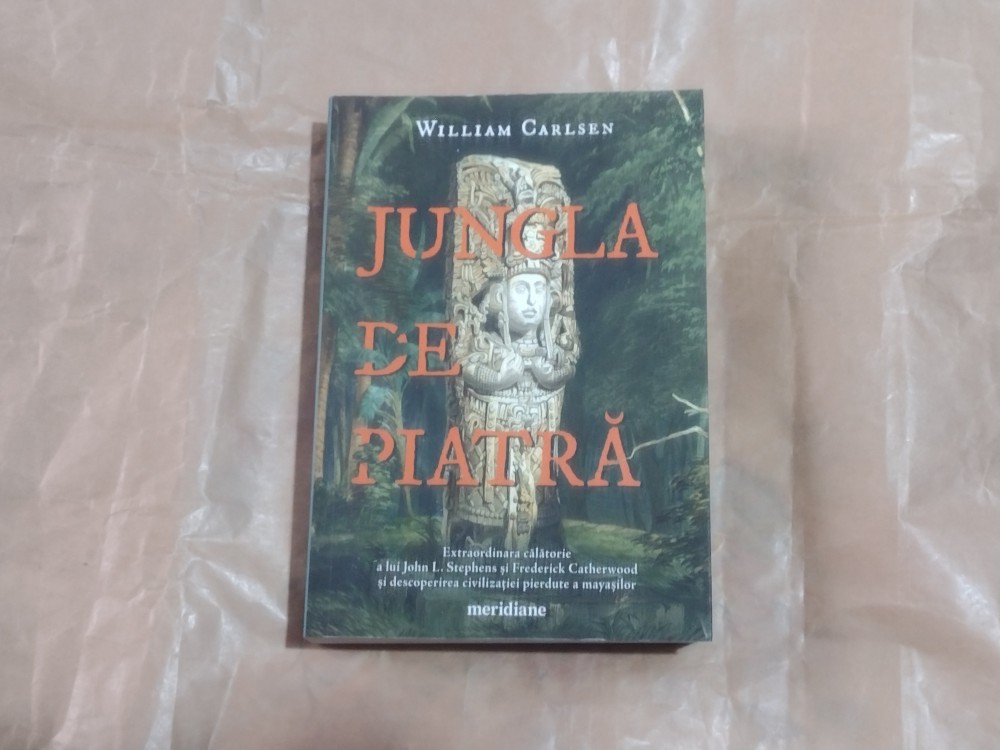 WILLIAM CARLSEN
JUNGLA
DE
PIATRĂ
Extraordinara călătorie
a lui John L. Stephens și Frederick Catherwood
și descoperirea civilizației pierdute a mayașilor
meridiane